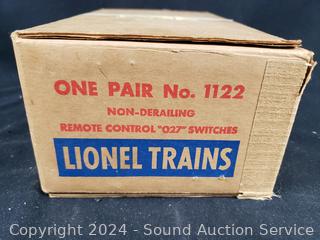 ONE PAIR No. 1122
NON-DERAILING
REMOTE CONTROL "027" SWITCHES
LIONEL TRAINS
Copyright 2024 - Sound Auction Service